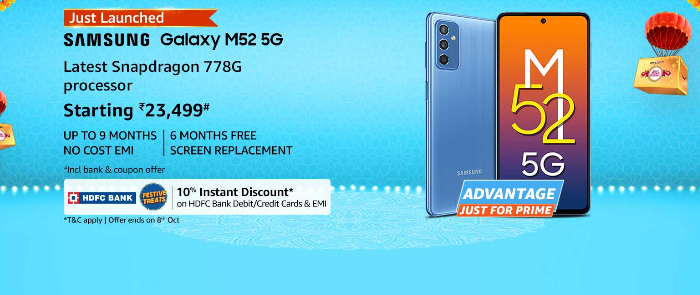 Just Launched
SAMSUNG Galaxy M52 5G
Latest Snapdragon 778G
processor
Starting ₹23,499#
UP TO 9 MONTHS | 6 MONTHS FREE
NO COST EMI | SCREEN REPLACEMENT
*Incl bank & coupon offer
HDFC BANK
FESTIVE
TREATS
10% Instant Discount*
on HDFC Bank Debit/Credit Cards & EMI
*T&C apply | Offer ends on 8th Oct
SAMSUNG
M
52
5G
ADVANTAGE
JUST FOR PRIME